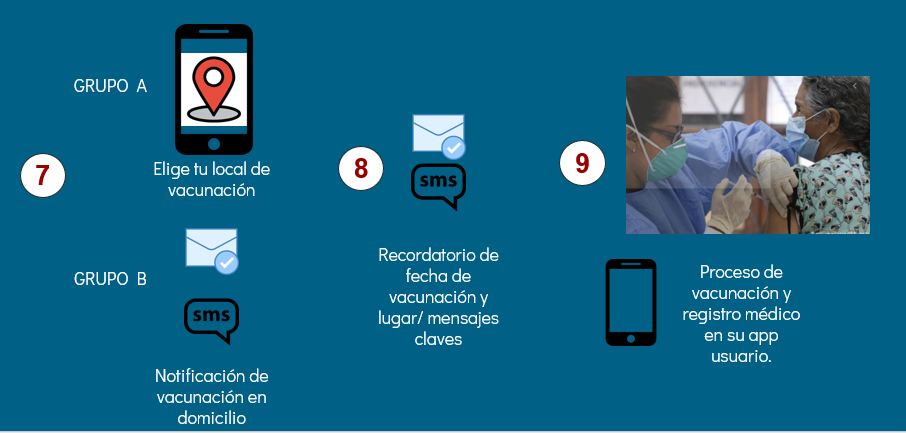 7
GRUPO A
Elige tu local de
vacunación
GRUPO B
sms
Notificación de
vacunación en
domicilio
8
sms
Recordatorio de
fecha de
vacunación y
lugar/ mensajes
claves
9
Proceso de
vacunación y
registro médico
en su app
usuario.